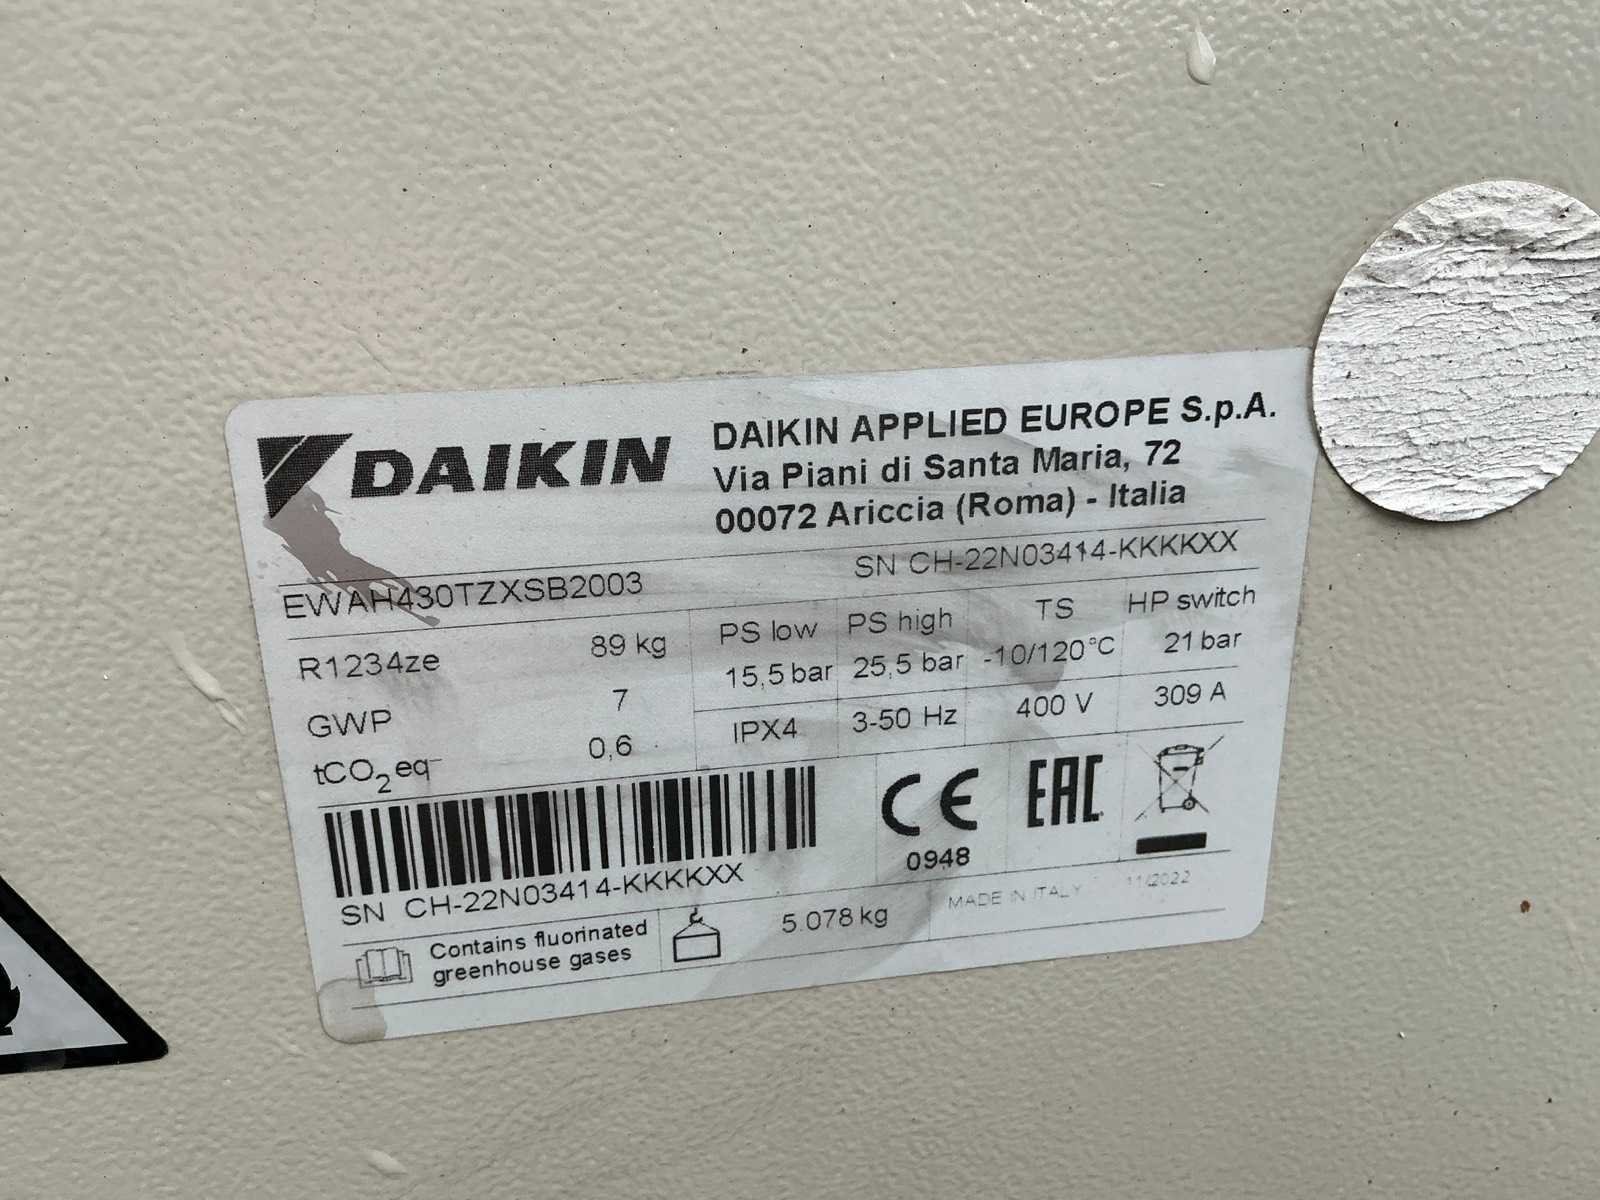 DAIKIN
DAIKIN APPLIED EUROPE S.p.A.
Via Piani di Santa Maria, 72
00072 Ariccia (Roma) - Italia
EWAH430TZXSB2003
SN CH-22N03414-KKKKXX
R1234ze 89 kg
GWP 7
tCO2 eq 0,6
PS low PS high TS HP switch
15,5 bar 25,5 bar -10/120°C 21 bar
IPX4 3-50 Hz 400 V 309 A
CE
0948
EAC
SN CH-22N03414-KKKKXX
Contains fluorinated
greenhouse gases
5.078 kg
MADE IN ITALY 11/2022